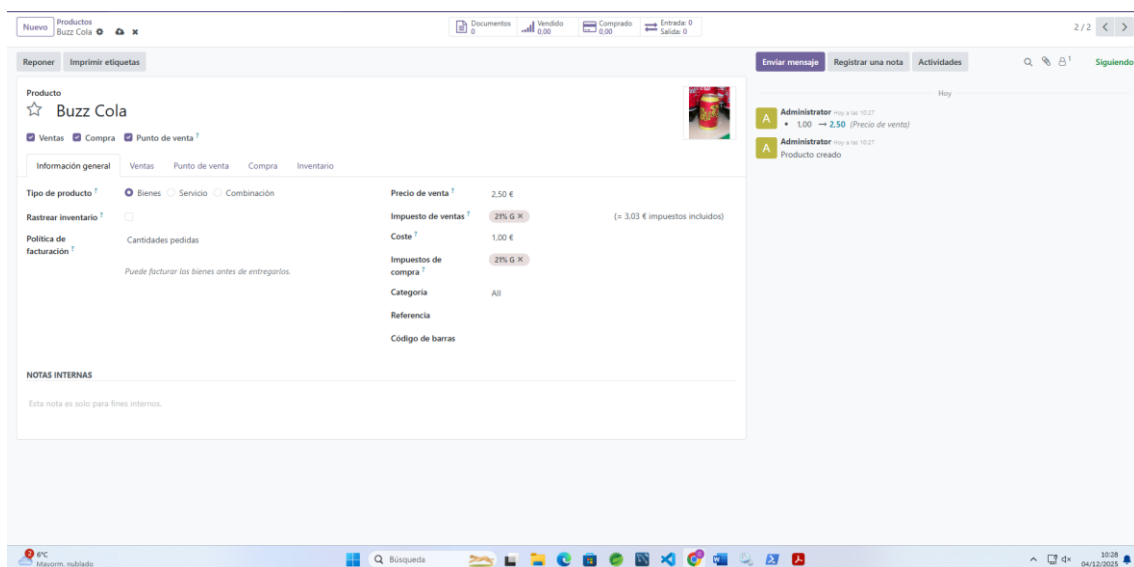 Nuevo
Productos
Buzz Cola
Documentos
0
Vendido
0,00
Comprado
0,00
Entrada: 0
Salida: 0
2 / 2
Reponer Imprimir etiquetas
Enviar mensaje Registrar una nota Actividades
1
Siguiendo
Producto
Buzz Cola
Ventas Compra Punto de venta ?
Información general Ventas Punto de venta Compra Inventario
Tipo de producto ? Bienes Servicio Combinación
Rastrear inventario ?
Política de
facturación ?
Cantidades pedidas
Puede facturar los bienes antes de entregarlos.
Precio de venta ? 2,50 €
Impuesto de ventas ? 21% G × (= 3,03 € impuestos incluidos)
Coste ? 1,00 €
Impuestos de
compra ?
21% G ×
Categoría All
Referencia
Código de barras
NOTAS INTERNAS
Esta nota es solo para fines internos.
Hoy
A
Administrator Hoy a las 10:27
• 1,00 → 2,50 (Precio de venta)
A
Administrator Hoy a las 10:27
Producto creado
2
6°C
Mayorm. nublado
Búsqueda
10:28
04/12/2025